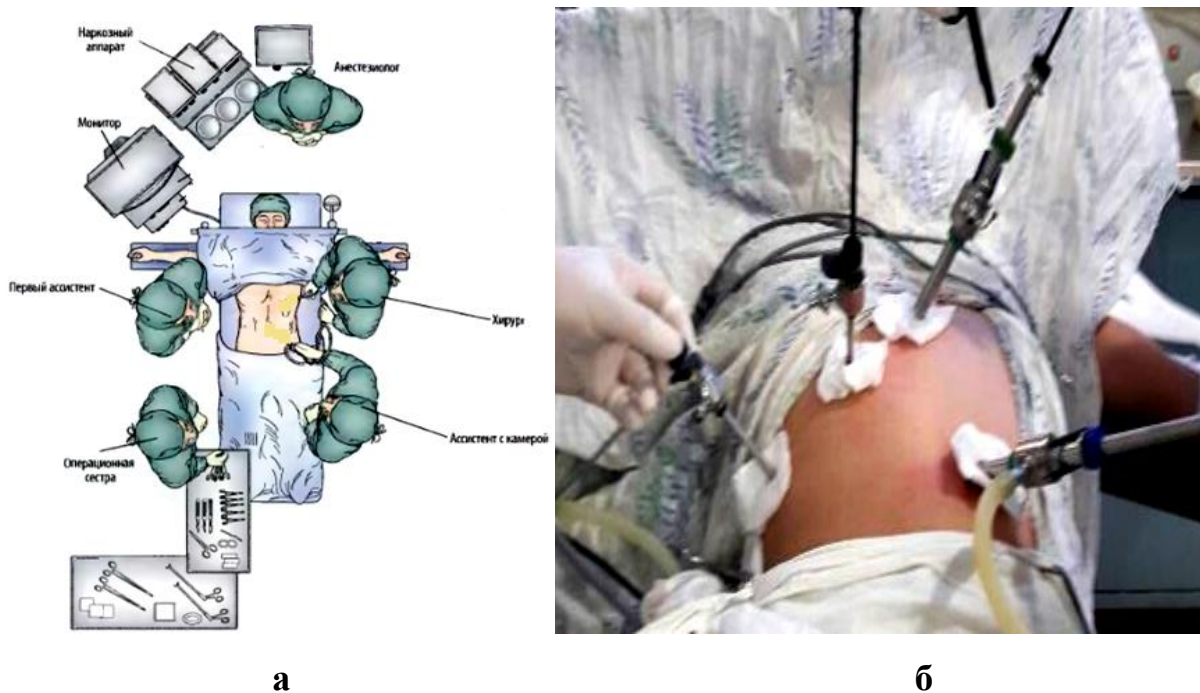 Наркозный
аппарат
Анестезиолог
Монитор
Первый ассистент
Хирург
Ассистент с камерой
Операционная
сестра
а
б